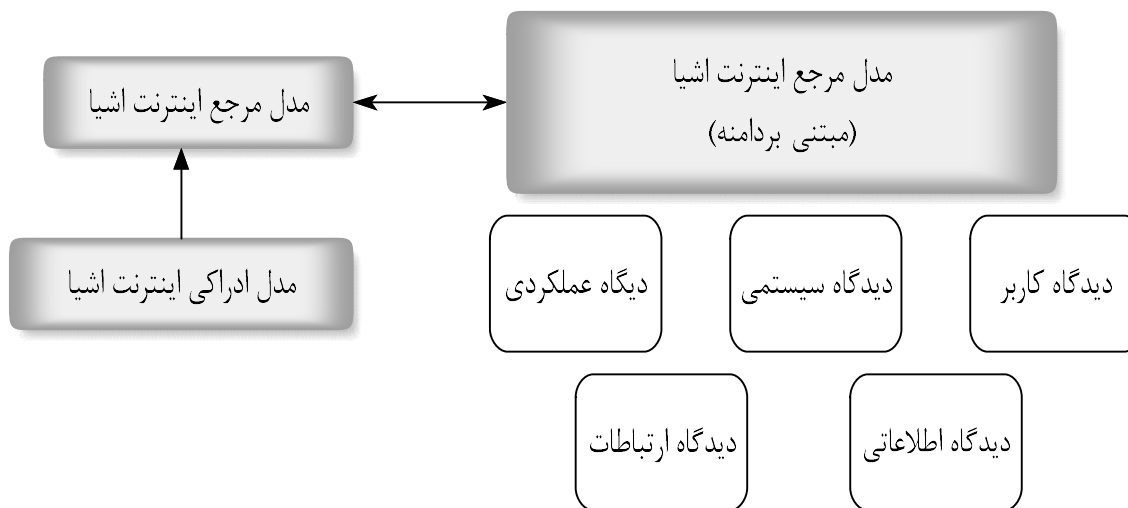 مدل مرجع اینترنت اشیا
(مبتنی بردامنه)
مدل مرجع اینترنت اشیا
مدل ادراکی اینترنت اشیا
دیدگاه کاربر
دیدگاه سیستمی
دیگاه عملکردی
دیدگاه اطلاعاتی
دیدگاه ارتباطات